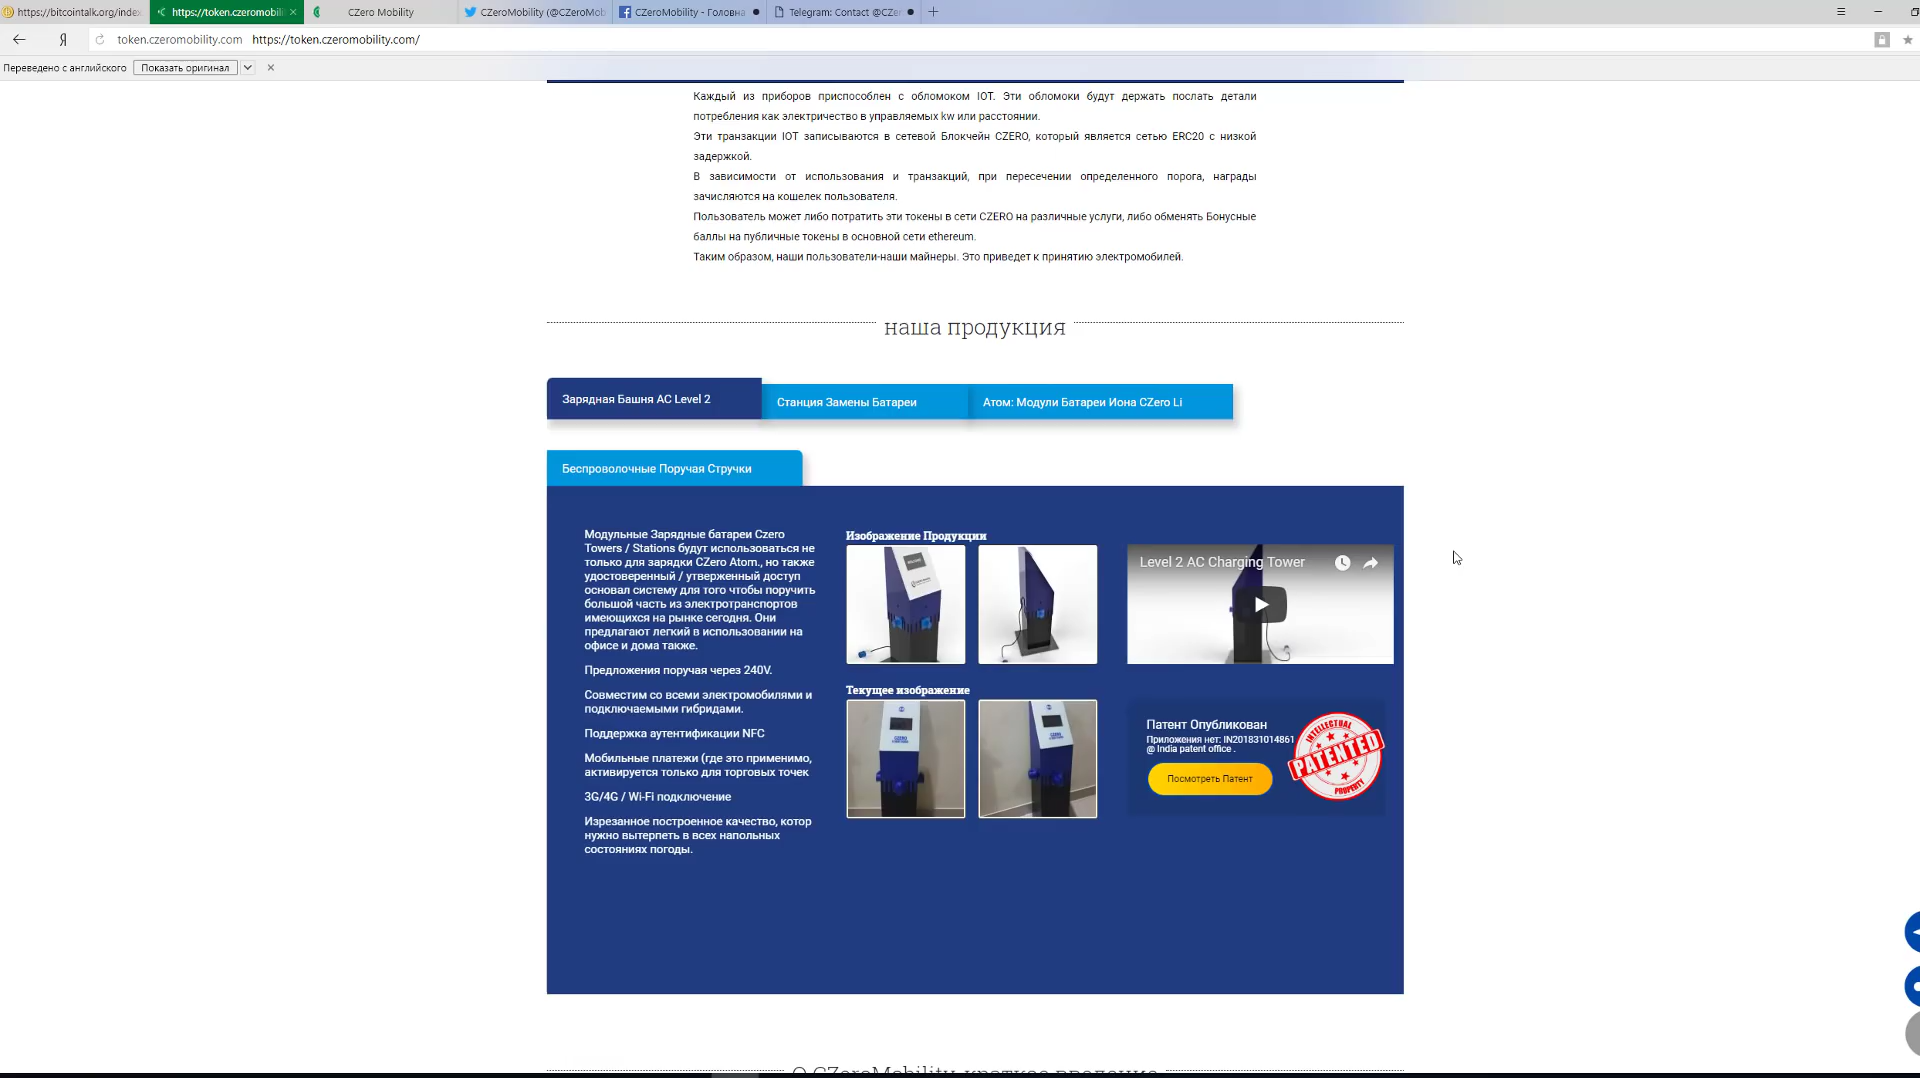 https://bitcointalk.org/index
https://token.czeromobili
CZero Mobility
CZeroMobility (@CZeroMob
CZeroMobility - Головна
Telegram: Contact @CZer
token.czeromobility.com https://token.czeromobility.com/
Переведено с английского Показать оригинал
Каждый из приборов приспособлен с обломоком IOT. Эти обломоки будут держать послать детали
потребления как электричество в управляемых kw или расстоянии.
Эти транзакции IOT записываются в сетевой Блокчейн CZERO, который является сетью ERC20 с низкой
задержкой.
В зависимости от использования и транзакций, при пересечении определенного порога, награды
зачисляются на кошелек пользователя.
Пользователь может либо потратить эти токены в сети CZERO на различные услуги, либо обменять Бонусные
баллы на публичные токены в основной сети ethereum.
Таким образом, наши пользователи-наши майнеры. Это приведет к принятию электромобилей.
наша продукция
Зарядная Башня AC Level 2
Станция Замены Батареи
Атом: Модули Батареи Иона CZero Li
Беспроволочные Поручая Стручки
Модульные Зарядные батареи Czero
Towers / Stations будут использоваться не
только для зарядки CZero Atom., но также
удостоверенный / утверженный доступ
основал систему для того чтобы поручить
большой часть из электротранспортов
имеющихся на рынке сегодня. Они
предлагают легкий в использовании на
офисе и дома также.
Предложения поручая через 240V.
Совместим со всеми электромобилями и
подключаемыми гибридами.
Поддержка аутентификации NFC
Мобильные платежи (где это применимо,
активируется только для торговых точек
3G/4G / Wi-Fi подключение
Изрезанное построенное качество, котор
нужно вытерпеть в всех напольных
состояниях погоды.
Изображение Продукции
Текущее изображение
Level 2 AC Charging Tower
Патент Опубликован
Приложения нет: IN201831014861
@ India patent office .
Посмотреть Патент
INTELLECTUAL
PATENTED
PROPERTY
О CZeroMobility-краткое введение